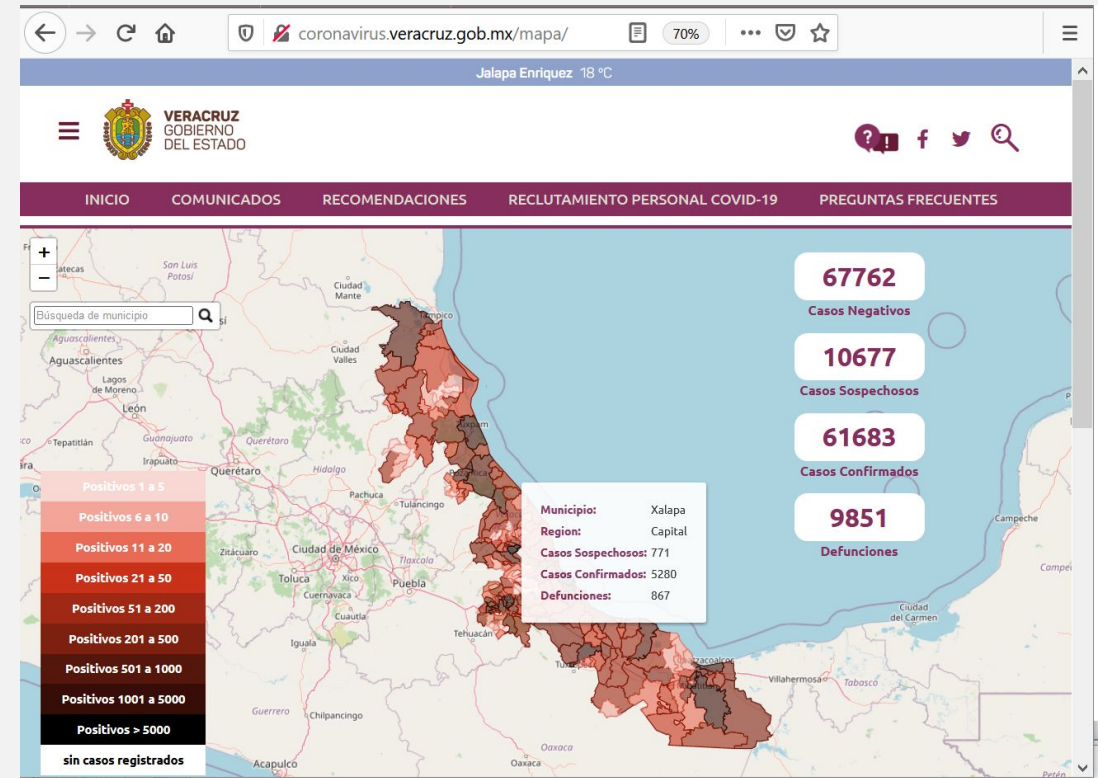 coronavirus.veracruz.gob.mx/mapa/
70%
Jalapa Enriquez 18 °C
VERACRUZ
GOBIERNO
DEL ESTADO
INICIO COMUNICADOS RECOMENDACIONES RECLUTAMIENTO PERSONAL COVID-19 PREGUNTAS FRECUENTES
+
−
Búsqueda de municipio
67762
Casos Negativos
10677
Casos Sospechosos
61683
Casos Confirmados
9851
Defunciones
Municipio: Xalapa
Region: Capital
Casos Sospechosos: 771
Casos Confirmados: 5280
Defunciones: 867
Positivos 1 a 5
Positivos 6 a 10
Positivos 11 a 20
Positivos 21 a 50
Positivos 51 a 200
Positivos 201 a 500
Positivos 501 a 1000
Positivos 1001 a 5000
Positivos > 5000
sin casos registrados
San Luis
Potosí
Ciudad
Mante
Tampico
Aguascalientes
Aguascalientes
Ciudad
Valles
Lagos
de Moreno
León
Tepatitlán
Guanajuato
Querétaro
Irapuato
Querétaro
Hidalgo
Tuxpam
Pachuca
Tulancingo
Zitácuaro
Ciudad de México
Tlaxcala
Toluca
Xico
Puebla
Cuernavaca
Cuautla
Iguala
Tehuacán
Guerrero
Chilpancingo
Acapulco
Oaxaca
Oaxaca
Villahermosa
Tabasco
Ciudad
del Carmen
Campeche
Petén